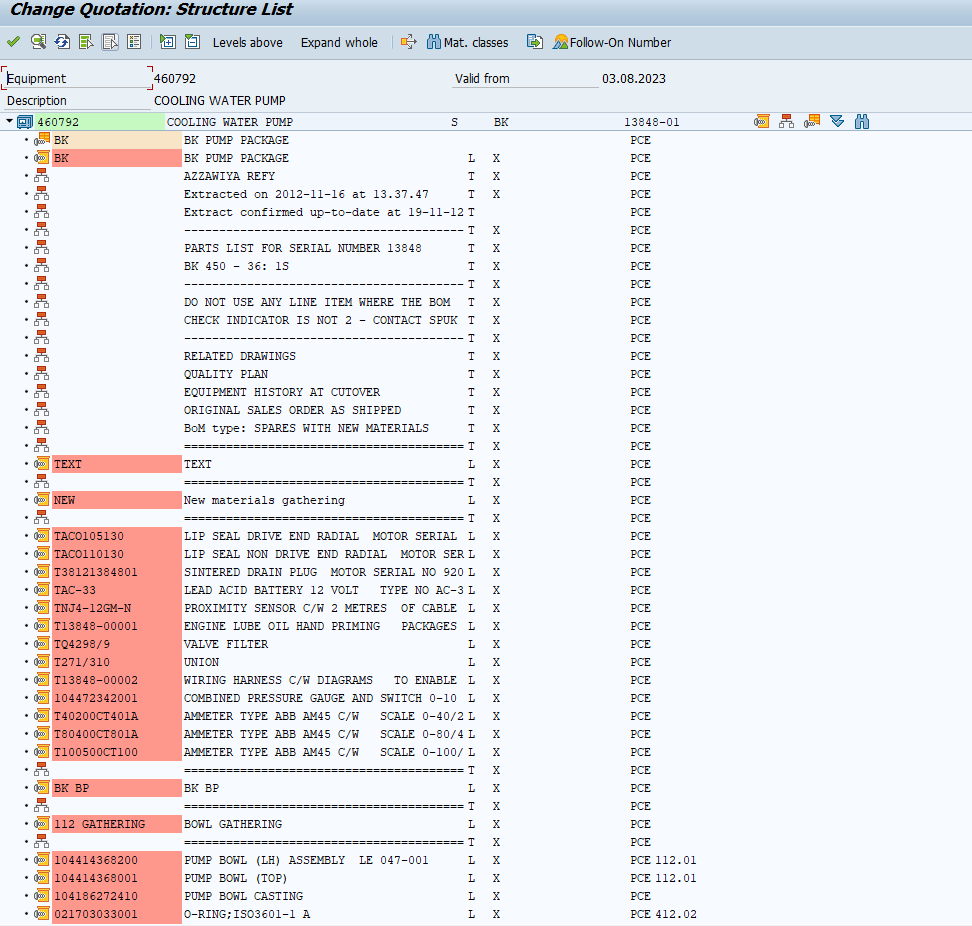 Change Quotation: Structure List
Levels above Expand whole Mat. classes Follow-On Number
Equipment 460792 Valid from 03.08.2023
Description COOLING WATER PUMP
460792 COOLING WATER PUMP S BK 13848-01
BK BK PUMP PACKAGE PCE
BK BK PUMP PACKAGE L X PCE
AZZAWIYA REFY T X PCE
Extracted on 2012-11-16 at 13.37.47 T X PCE
Extract confirmed up-to-date at 19-11-12 T PCE
---------------------------------------- T X PCE
PARTS LIST FOR SERIAL NUMBER 13848 T X PCE
BK 450 - 36: 1S T X PCE
---------------------------------------- T X PCE
DO NOT USE ANY LINE ITEM WHERE THE BOM T X PCE
CHECK INDICATOR IS NOT 2 - CONTACT SPUK T X PCE
---------------------------------------- T X PCE
RELATED DRAWINGS T X PCE
QUALITY PLAN T X PCE
EQUIPMENT HISTORY AT CUTOVER T X PCE
ORIGINAL SALES ORDER AS SHIPPED T X PCE
BoM type: SPARES WITH NEW MATERIALS T X PCE
======================================== T X PCE
TEXT TEXT L X PCE
======================================== T X PCE
NEW New materials gathering L X PCE
======================================== T X PCE
TACO105130 LIP SEAL DRIVE END RADIAL MOTOR SERIAL L X PCE
TACO110130 LIP SEAL NON DRIVE END RADIAL MOTOR SER L X PCE
T38121384801 SINTERED DRAIN PLUG MOTOR SERIAL NO 920 L X PCE
TAC-33 LEAD ACID BATTERY 12 VOLT TYPE NO AC-3 L X PCE
TNJ4-12GM-N PROXIMITY SENSOR C/W 2 METRES OF CABLE L X PCE
T13848-00001 ENGINE LUBE OIL HAND PRIMING PACKAGES L X PCE
TQ4298/9 VALVE FILTER L X PCE
T271/310 UNION L X PCE
T13848-00002 WIRING HARNESS C/W DIAGRAMS TO ENABLE L X PCE
104472342001 COMBINED PRESSURE GAUGE AND SWITCH 0-10 L X PCE
T40200CT401A AMMETER TYPE ABB AM45 C/W SCALE 0-40/2 L X PCE
T80400CT801A AMMETER TYPE ABB AM45 C/W SCALE 0-80/4 L X PCE
T100500CT100 AMMETER TYPE ABB AM45 C/W SCALE 0-100/ L X PCE
======================================== T X PCE
BK BP BK BP L X PCE
======================================== T X PCE
112 GATHERING BOWL GATHERING L X PCE
======================================== T X PCE
104414368200 PUMP BOWL (LH) ASSEMBLY LE 047-001 L X PCE 112.01
104414368001 PUMP BOWL (TOP) L X PCE 112.01
104186272410 PUMP BOWL CASTING L X PCE
021703033001 O-RING;ISO3601-1 A L X PCE 412.02